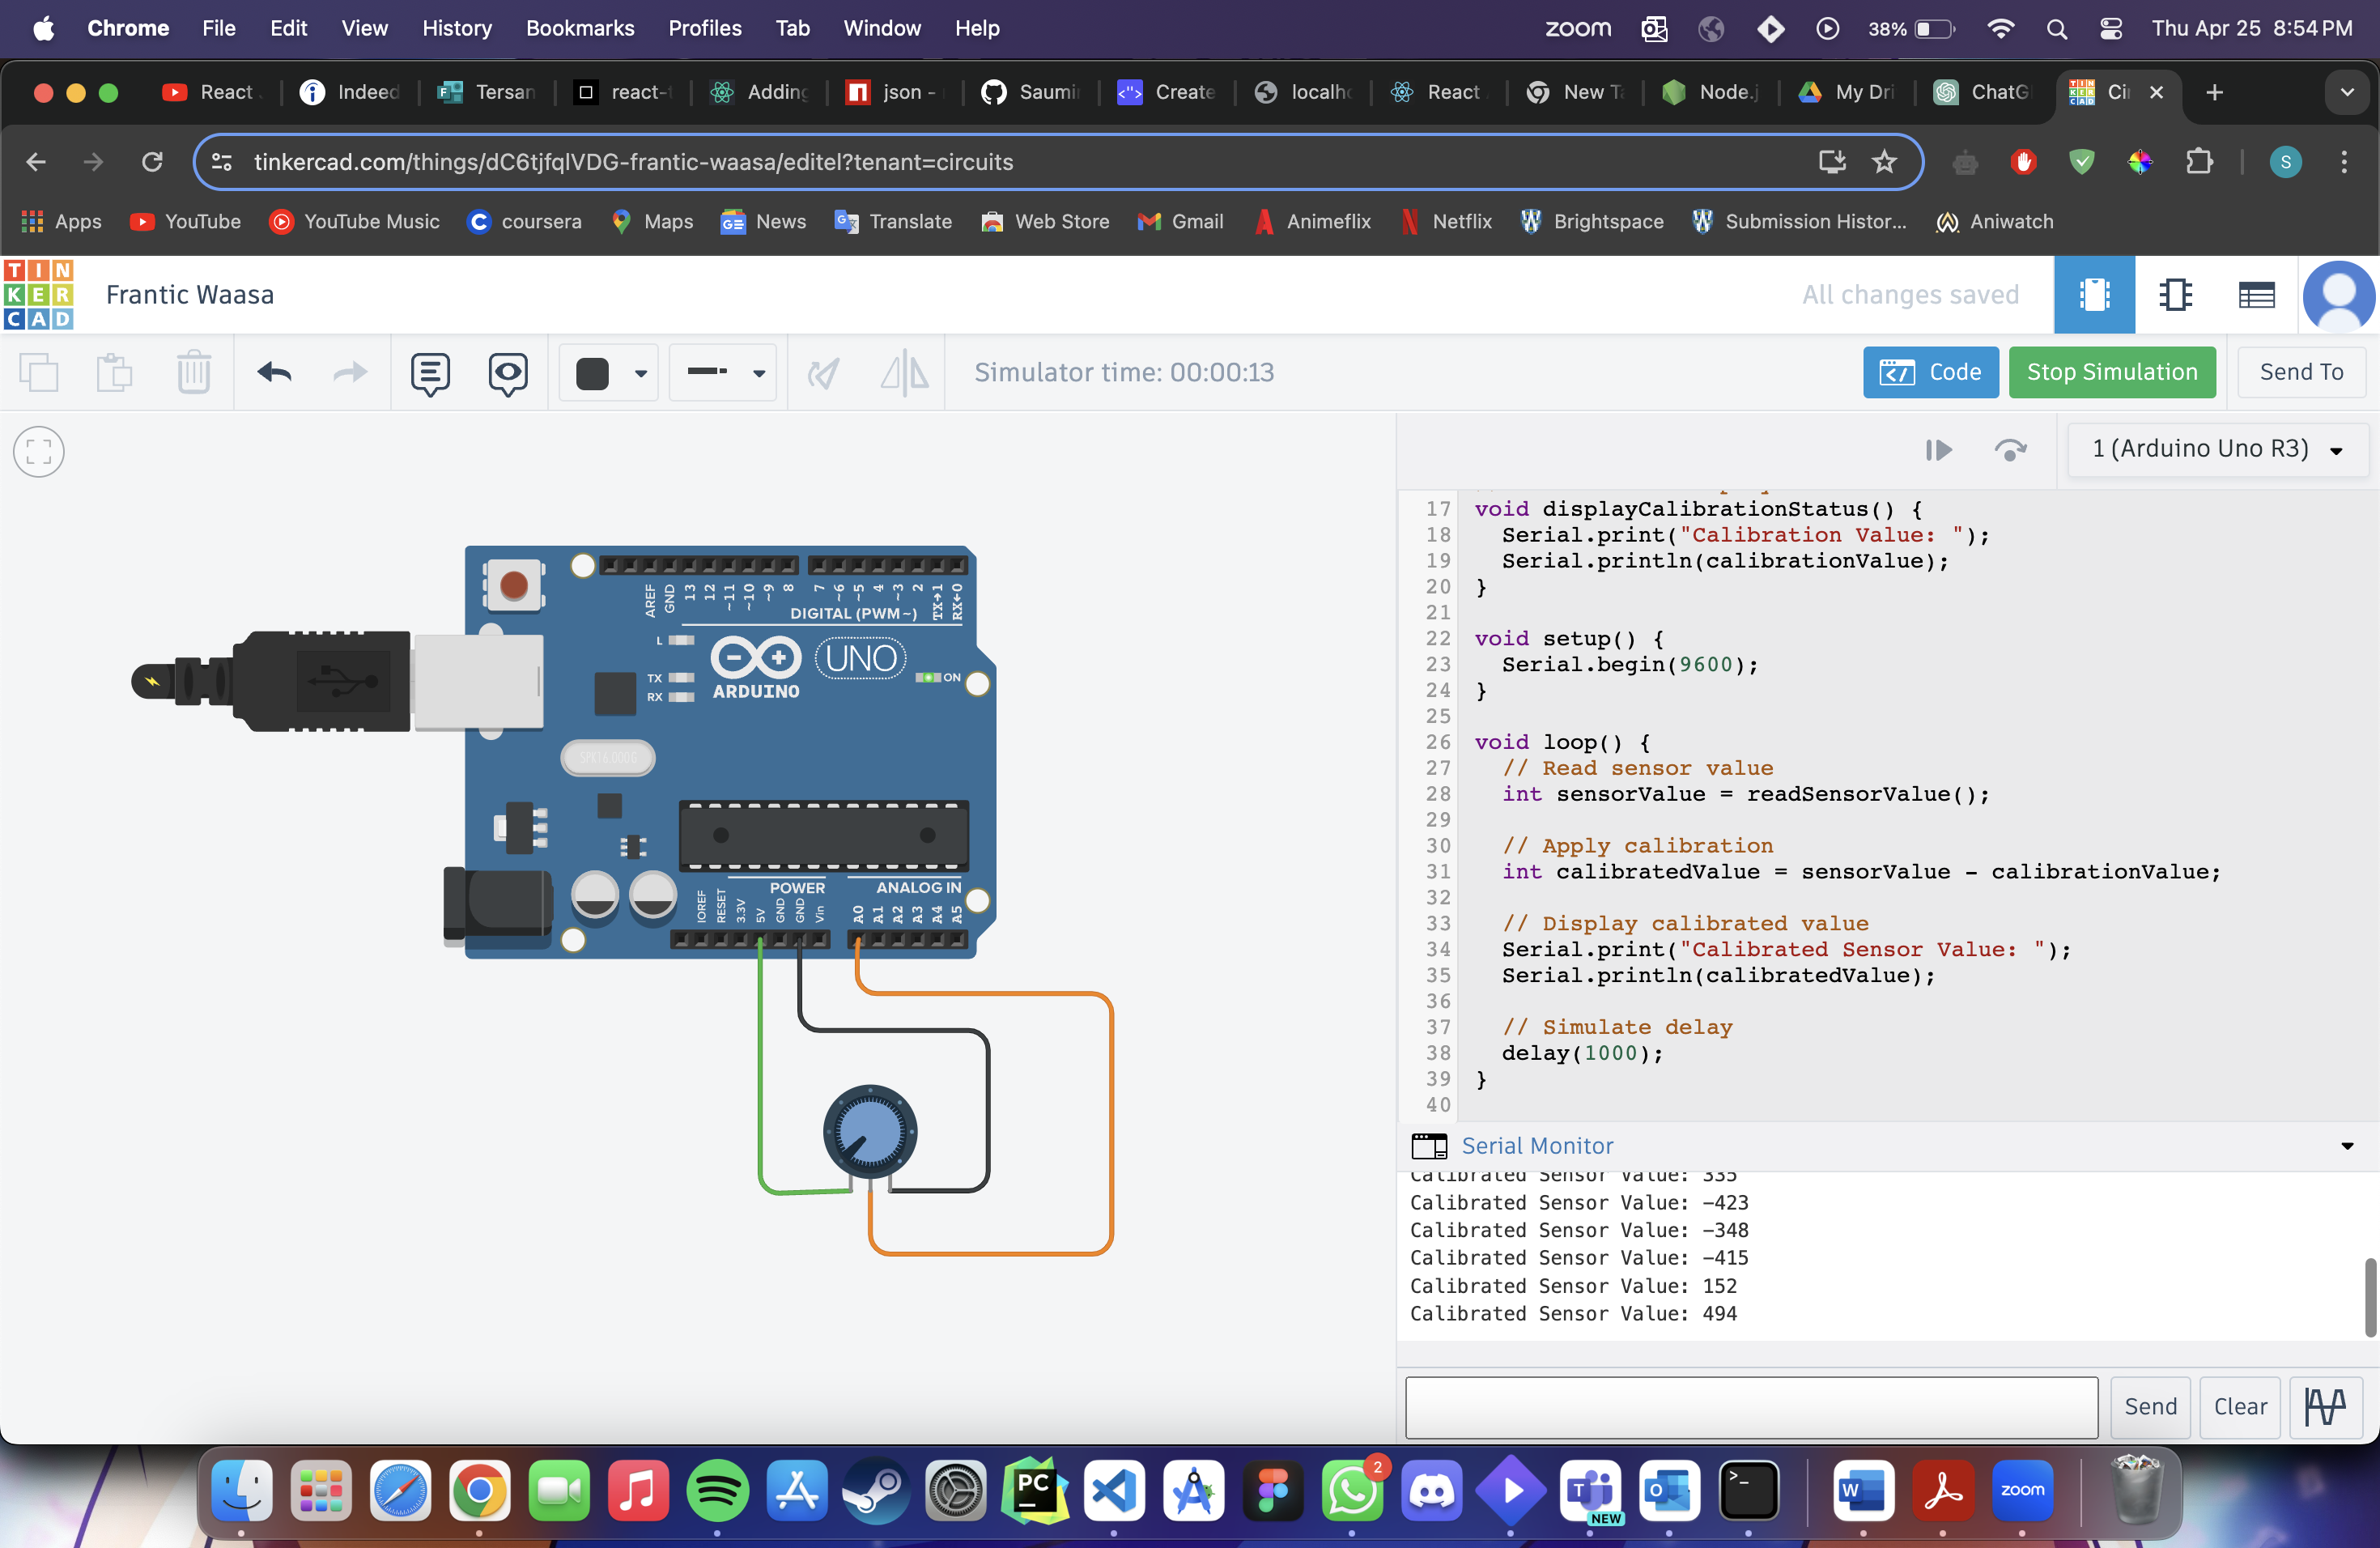 Chrome File Edit View History Bookmarks Profiles Tab Window Help zoom 38% Thu Apr 25 8:54 PM
React Indeed Tersan react- Adding json - Saumi Create localh React New T Node.j My Dri ChatG Ci
tinkercad.com/things/dC6tjfqlVDG-frantic-waasa/editel?tenant=circuits S
Apps YouTube YouTube Music coursera Maps News Translate Web Store Gmail Animeflix Netflix Brightspace Submission Histor... Aniwatch
TIN
KER
CAD
Frantic Waasa
All changes saved
Simulator time: 00:00:13
Code
Stop Simulation
Send To
1 (Arduino Uno R3)
AREF GND 13 12 ~11 ~10 ~9 8 7 ~6 ~5 4 ~3 2 TX→1 RX←0
DIGITAL (PWM~)
L
TX
RX
UNO
ARDUINO
ON
POWER ANALOG IN
IOREF RESET 3.3V 5V GND GND Vin A0 A1 A2 A3 A4 A5
17 void displayCalibrationStatus() {
18 Serial.print("Calibration Value: ");
19 Serial.println(calibrationValue);
20 }
21
22 void setup() {
23 Serial.begin(9600);
24 }
25
26 void loop() {
27 // Read sensor value
28 int sensorValue = readSensorValue();
29
30 // Apply calibration
31 int calibratedValue = sensorValue - calibrationValue;
32
33 // Display calibrated value
34 Serial.print("Calibrated Sensor Value: ");
35 Serial.println(calibratedValue);
36
37 // Simulate delay
38 delay(1000);
39 }
40
Serial Monitor
Calibrated Sensor Value: 335
Calibrated Sensor Value: -423
Calibrated Sensor Value: -348
Calibrated Sensor Value: -415
Calibrated Sensor Value: 152
Calibrated Sensor Value: 494
Send
Clear
PC
2
T
NEW
O
>_
W
zoom